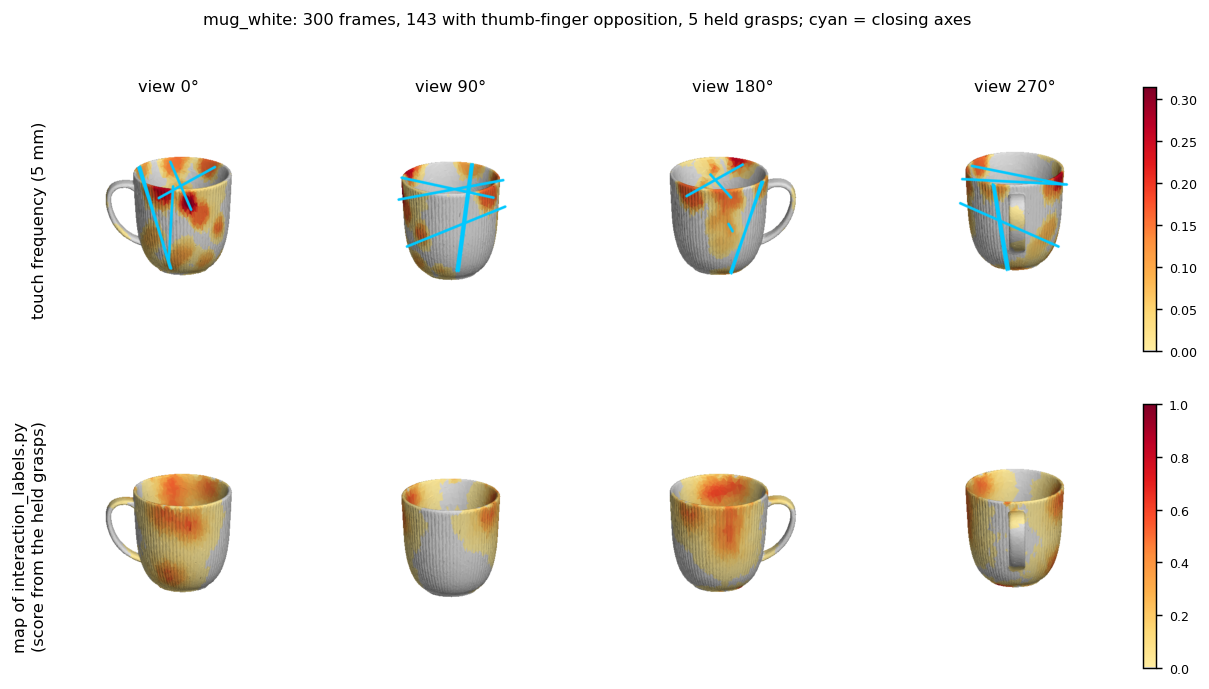 mug_white: 300 frames, 143 with thumb-finger opposition, 5 held grasps; cyan = closing axes
view 0°
view 90°
view 180°
view 270°
touch frequency (5 mm)
0.30
0.25
0.20
0.15
0.10
0.05
0.00
map of interaction_labels.py
(score from the held grasps)
1.0
0.8
0.6
0.4
0.2
0.0